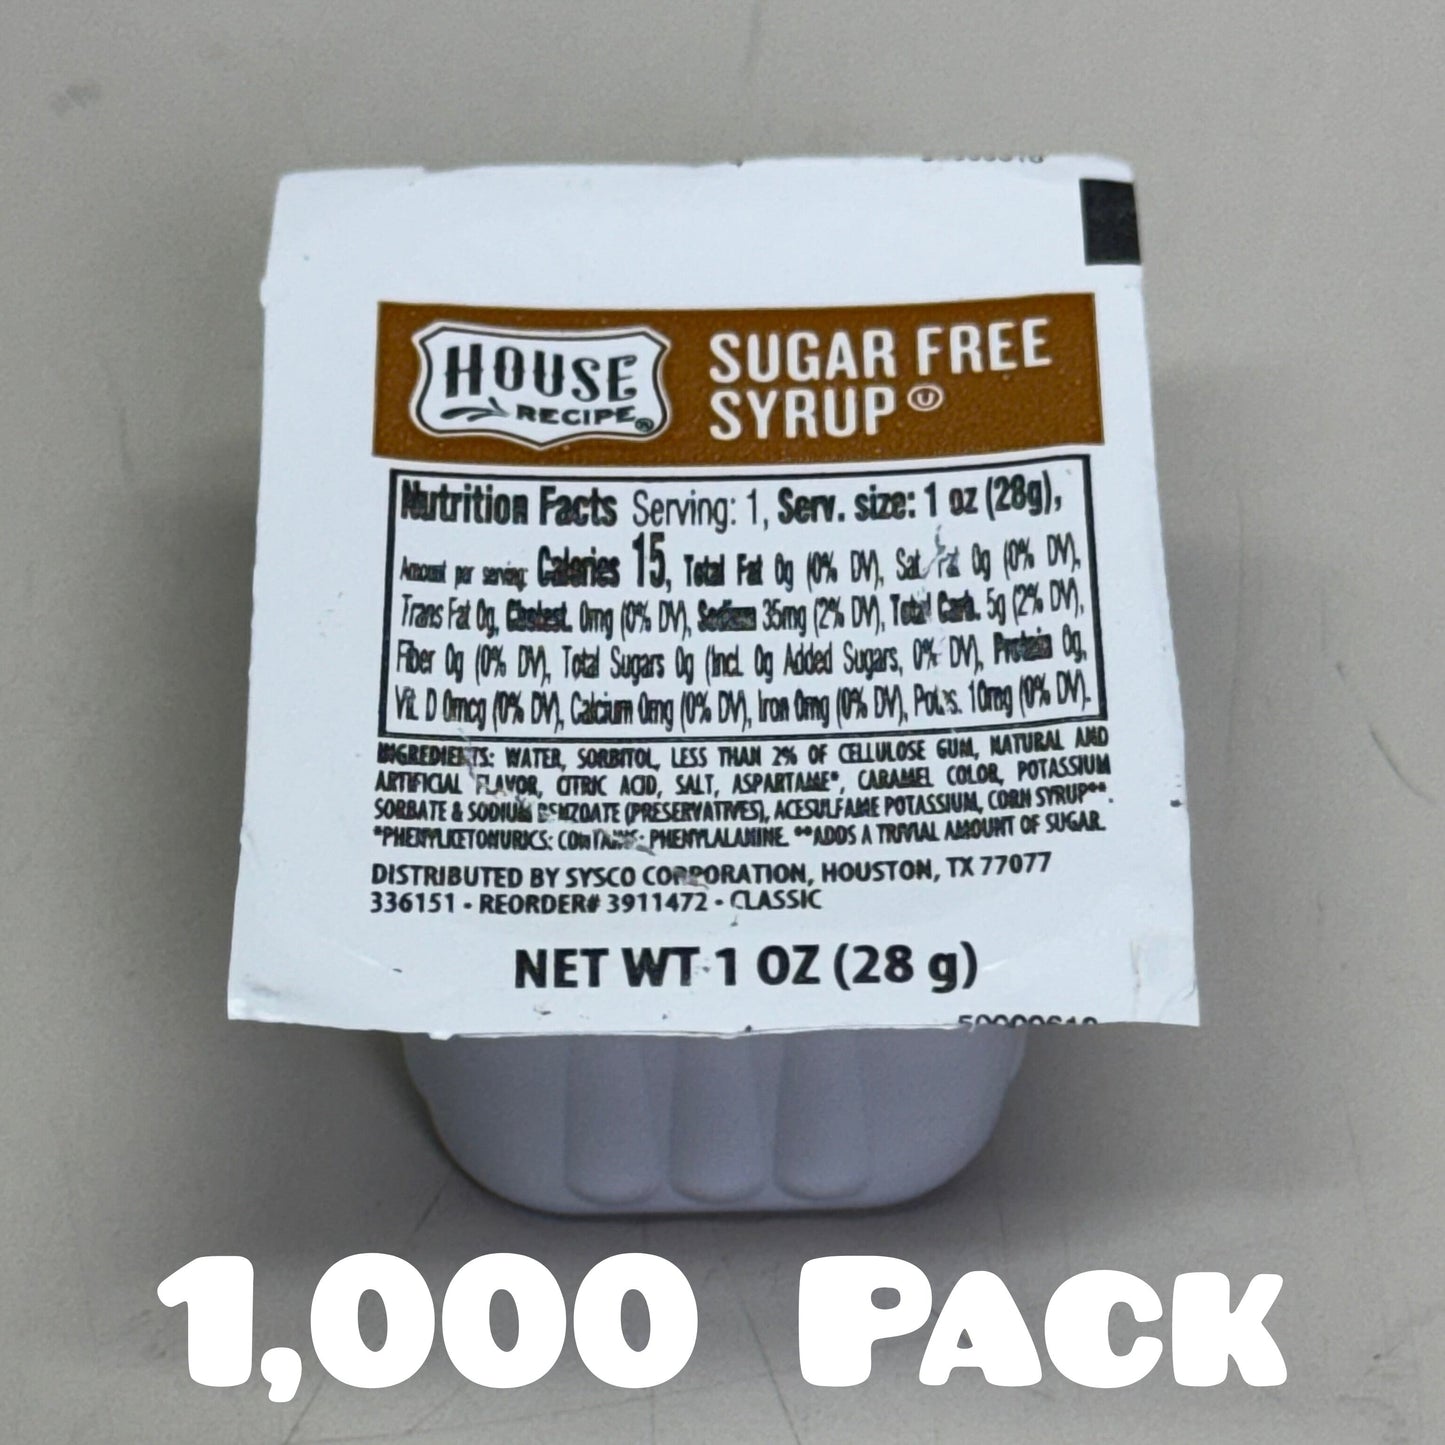 HOUSE
RECIPE®
SUGAR FREE
SYRUP Ⓤ
Nutrition Facts Serving: 1, Serv. size: 1 oz (28g),
Amount per serving: Calories 15, Total Fat 0g (0% DV), Sat. Fat 0g (0% DV),
Trans Fat 0g, Cholest. 0mg (0% DV), Sodium 35mg (2% DV), Total Carb. 5g (2% DV),
Fiber 0g (0% DV), Total Sugars 0g (Incl. 0g Added Sugars, 0% DV), Protein 0g,
Vit. D 0mcg (0% DV), Calcium 0mg (0% DV), Iron 0mg (0% DV), Potas. 10mg (0% DV).
INGREDIENTS: WATER, SORBITOL, LESS THAN 2% OF CELLULOSE GUM, NATURAL AND
ARTIFICIAL FLAVOR, CITRIC ACID, SALT, ASPARTAME*, CARAMEL COLOR, POTASSIUM
SORBATE & SODIUM BENZOATE (PRESERVATIVES), ACESULFAME POTASSIUM, CORN SYRUP**.
*PHENYLKETONURICS: CONTAINS: PHENYLALANINE. **ADDS A TRIVIAL AMOUNT OF SUGAR.
DISTRIBUTED BY SYSCO CORPORATION, HOUSTON, TX 77077
336151 - REORDER# 3911472 - CLASSIC
NET WT 1 OZ (28 g)
1,000 PACK